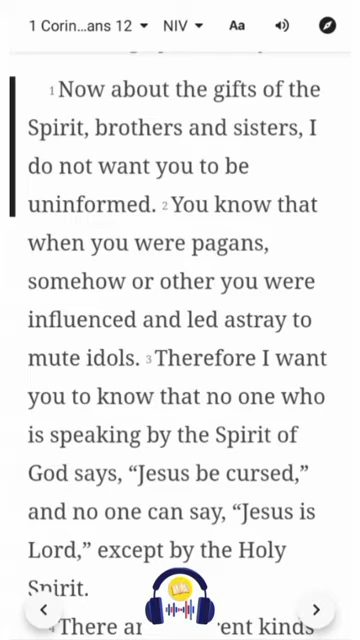 1 Corin...ans 12 NIV Aa
1 Now about the gifts of the
Spirit, brothers and sisters, I
do not want you to be
uninformed. 2 You know that
when you were pagans,
somehow or other you were
influenced and led astray to
mute idols. 3 Therefore I want
you to know that no one who
is speaking by the Spirit of
God says, “Jesus be cursed,”
and no one can say, “Jesus is
Lord,” except by the Holy
Spirit.
4 There ent kinds